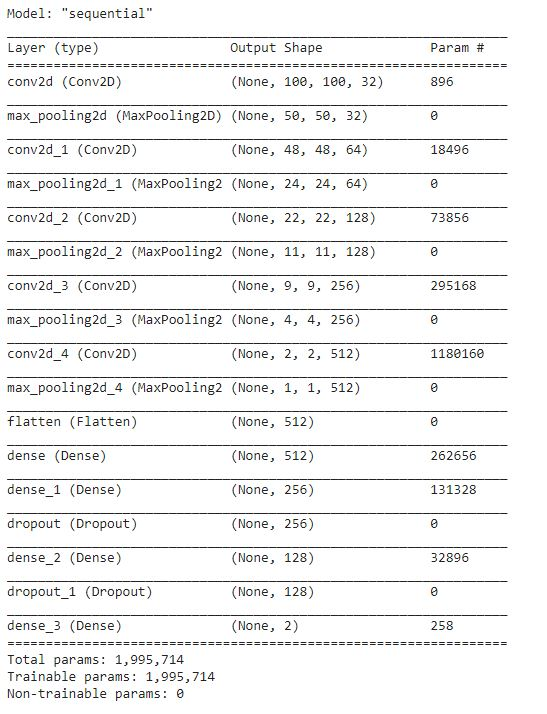 Model: "sequential"
_________________________________________________________________
Layer (type)                 Output Shape              Param #
=================================================================
conv2d (Conv2D)              (None, 100, 100, 32)      896
_________________________________________________________________
max_pooling2d (MaxPooling2D) (None, 50, 50, 32)        0
_________________________________________________________________
conv2d_1 (Conv2D)            (None, 48, 48, 64)        18496
_________________________________________________________________
max_pooling2d_1 (MaxPooling2 (None, 24, 24, 64)        0
_________________________________________________________________
conv2d_2 (Conv2D)            (None, 22, 22, 128)       73856
_________________________________________________________________
max_pooling2d_2 (MaxPooling2 (None, 11, 11, 128)       0
_________________________________________________________________
conv2d_3 (Conv2D)            (None, 9, 9, 256)         295168
_________________________________________________________________
max_pooling2d_3 (MaxPooling2 (None, 4, 4, 256)         0
_________________________________________________________________
conv2d_4 (Conv2D)            (None, 2, 2, 512)         1180160
_________________________________________________________________
max_pooling2d_4 (MaxPooling2 (None, 1, 1, 512)         0
_________________________________________________________________
flatten (Flatten)            (None, 512)               0
_________________________________________________________________
dense (Dense)                (None, 512)               262656
_________________________________________________________________
dense_1 (Dense)              (None, 256)               131328
_________________________________________________________________
dropout (Dropout)            (None, 256)               0
_________________________________________________________________
dense_2 (Dense)              (None, 128)               32896
_________________________________________________________________
dropout_1 (Dropout)          (None, 128)               0
_________________________________________________________________
dense_3 (Dense)              (None, 2)                 258
=================================================================
Total params: 1,995,714
Trainable params: 1,995,714
Non-trainable params: 0